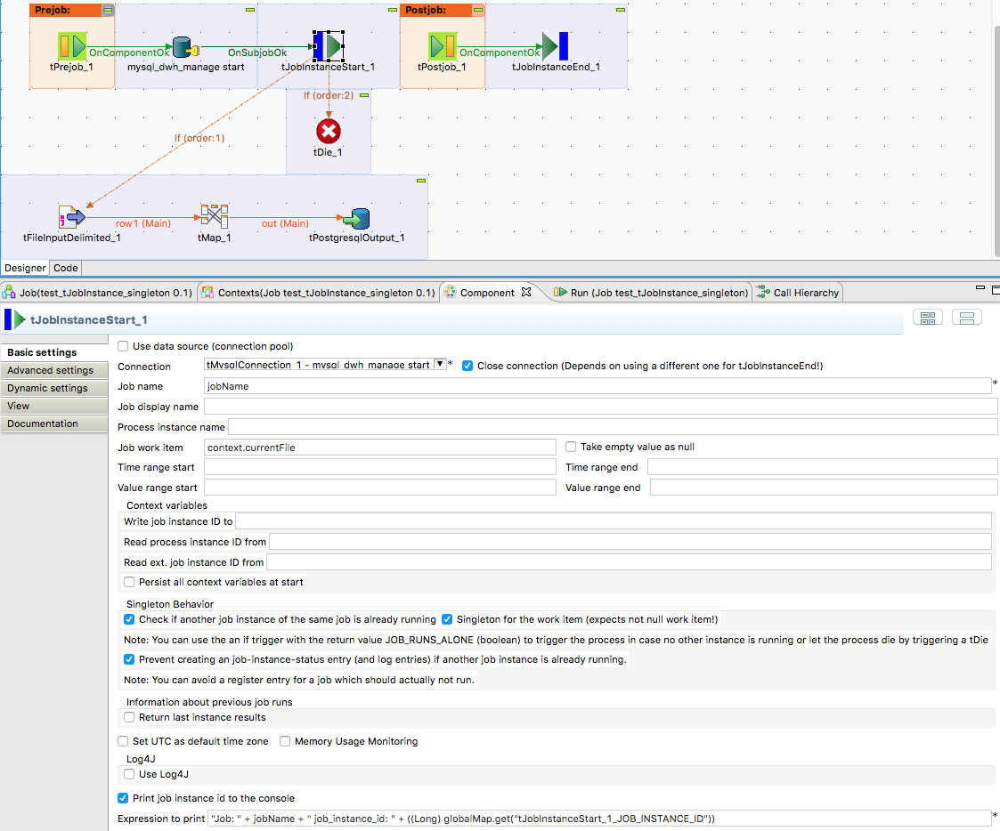 Prejob:
Postjob:
OnComponentOk
OnSubjobOk
OnComponentOk
tPrejob_1
mysql_dwh_manage start
tJobInstanceStart_1
tPostjob_1
tJobInstanceEnd_1
If (order:2)
If (order:1)
tDie_1
row1 (Main)
out (Main)
tFileInputDelimited_1
tMap_1
tPostgresqlOutput_1
Designer
Code
Job(test_tJobInstance_singleton 0.1)
Contexts(Job test_tJobInstance_singleton 0.1)
Component
Run (Job test_tJobInstance_singleton)
Call Hierarchy
tJobInstanceStart_1
Basic settings
Advanced settings
Dynamic settings
View
Documentation
Use data source (connection pool)
Connection tMysqlConnection_1 - mysql_dwh_manage start * Close connection (Depends on using a different one for tJobInstanceEnd!)
Job name jobName *
Job display name
Process instance name
Job work item context.currentFile Take empty value as null
Time range start Time range end
Value range start Value range end
Context variables
Write job instance ID to
Read process instance ID from
Read ext. job instance ID from
Persist all context variables at start
Singleton Behavior
Check if another job instance of the same job is already running Singleton for the work item (expects not null work item!)
Note: You can use the an if trigger with the return value JOB_RUNS_ALONE (boolean) to trigger the process in case no other instance is running or let the process die by triggering a tDie
Prevent creating an job-instance-status entry (and log entries) if another job instance is already running.
Note: You can avoid a register entry for a job which should actually not run.
Information about previous job runs
Return last instance results
Set UTC as default time zone Memory Usage Monitoring
Log4J
Use Log4J
Print job instance id to the console
Expression to print "Job: " + jobName + " job_instance_id: " + ((Long) globalMap.get("tJobInstanceStart_1_JOB_INSTANCE_ID")) *